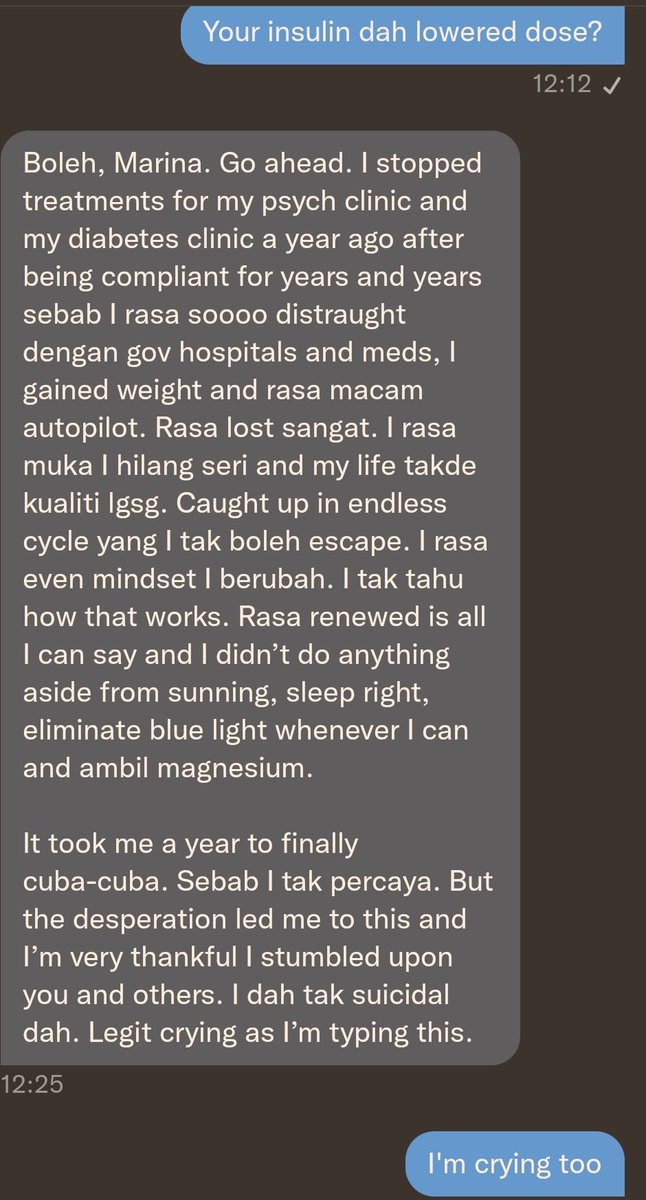 Your insulin dah lowered dose?
12:12 ✓
Boleh, Marina. Go ahead. I stopped
treatments for my psych clinic and
my diabetes clinic a year ago after
being compliant for years and years
sebab I rasa soooo distraught
dengan gov hospitals and meds, I
gained weight and rasa macam
autopilot. Rasa lost sangat. I rasa
muka I hilang seri and my life takde
kualiti lgsg. Caught up in endless
cycle yang I tak boleh escape. I rasa
even mindset I berubah. I tak tahu
how that works. Rasa renewed is all
I can say and I didn’t do anything
aside from sunning, sleep right,
eliminate blue light whenever I can
and ambil magnesium.
It took me a year to finally
cuba-cuba. Sebab I tak percaya. But
the desperation led me to this and
I’m very thankful I stumbled upon
you and others. I dah tak suicidal
dah. Legit crying as I’m typing this.
12:25
I'm crying too